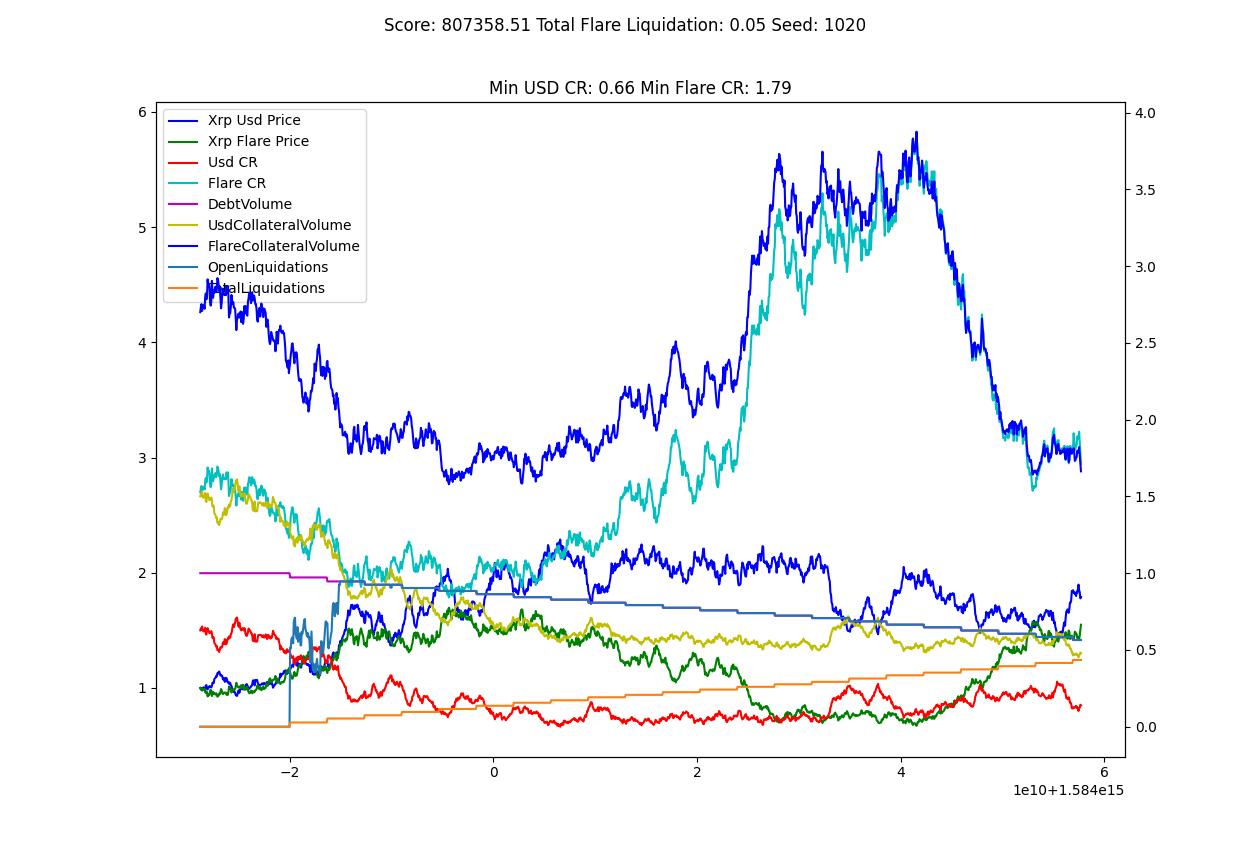 Score: 807358.51 Total Flare Liquidation: 0.05 Seed: 1020
Min USD CR: 0.66 Min Flare CR: 1.79
Xrp Usd Price
Xrp Flare Price
Usd CR
Flare CR
DebtVolume
UsdCollateralVolume
FlareCollateralVolume
OpenLiquidations
TotalLiquidations
6
5
4
3
2
1
4.0
3.5
3.0
2.5
2.0
1.5
1.0
0.5
0.0
−2
0
2
4
6
1e10+1.584e15